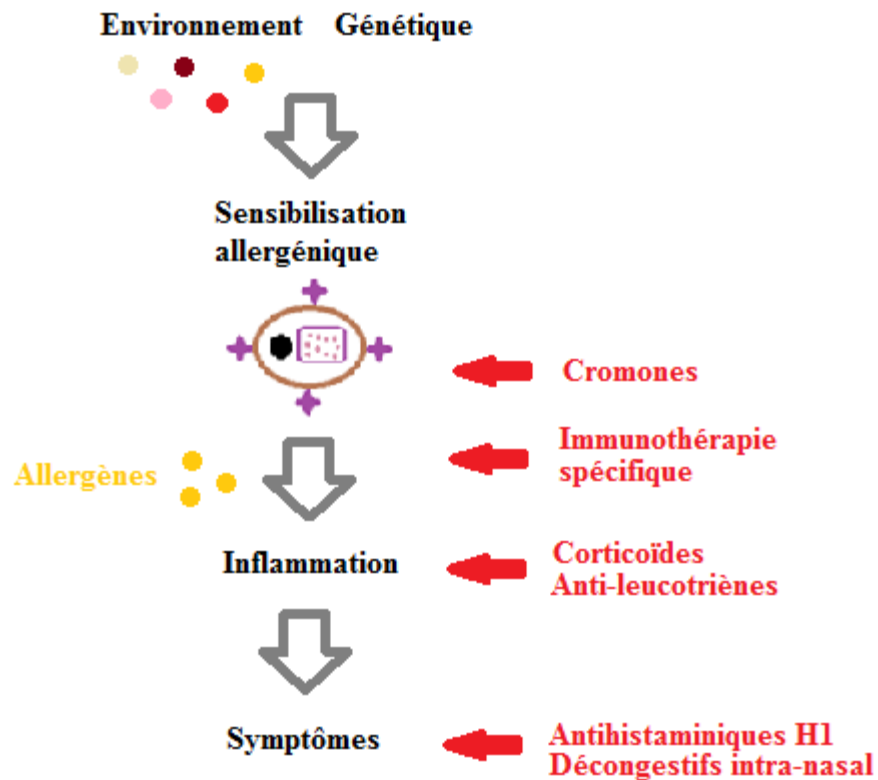 Environnement Génétique
Sensibilisation
allergénique
Cromones
Immunothérapie
spécifique
Allergènes
Inflammation
Corticoïdes
Anti-leucotriènes
Symptômes
Antihistaminiques H1
Décongestifs intra-nasal